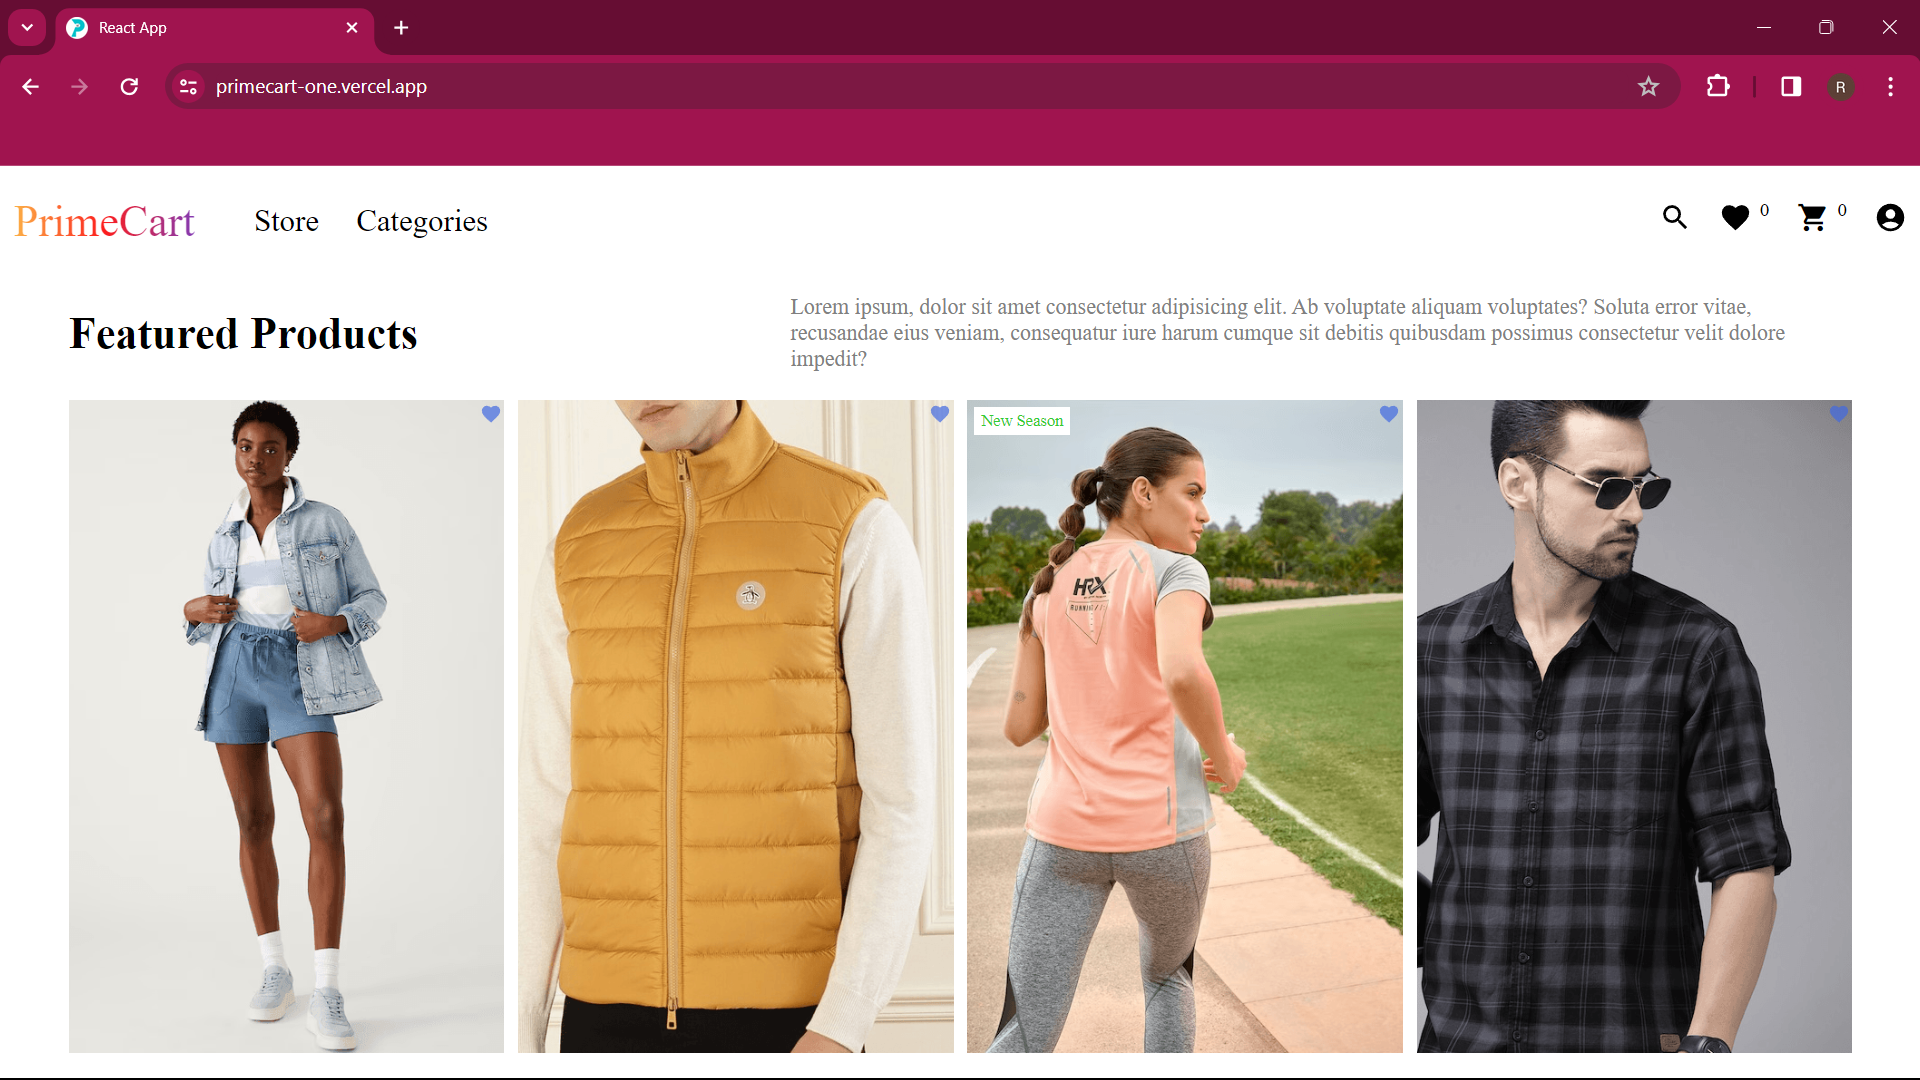 React App
primecart-one.vercel.app
R
PrimeCart
Store
Categories
0
0
Featured Products
Lorem ipsum, dolor sit amet consectetur adipisicing elit. Ab voluptate aliquam voluptates? Soluta error vitae,
recusandae eius veniam, consequatur iure harum cumque sit debitis quibusdam possimus consectetur velit dolore
impedit?
New Season
HRX
RUNNING//